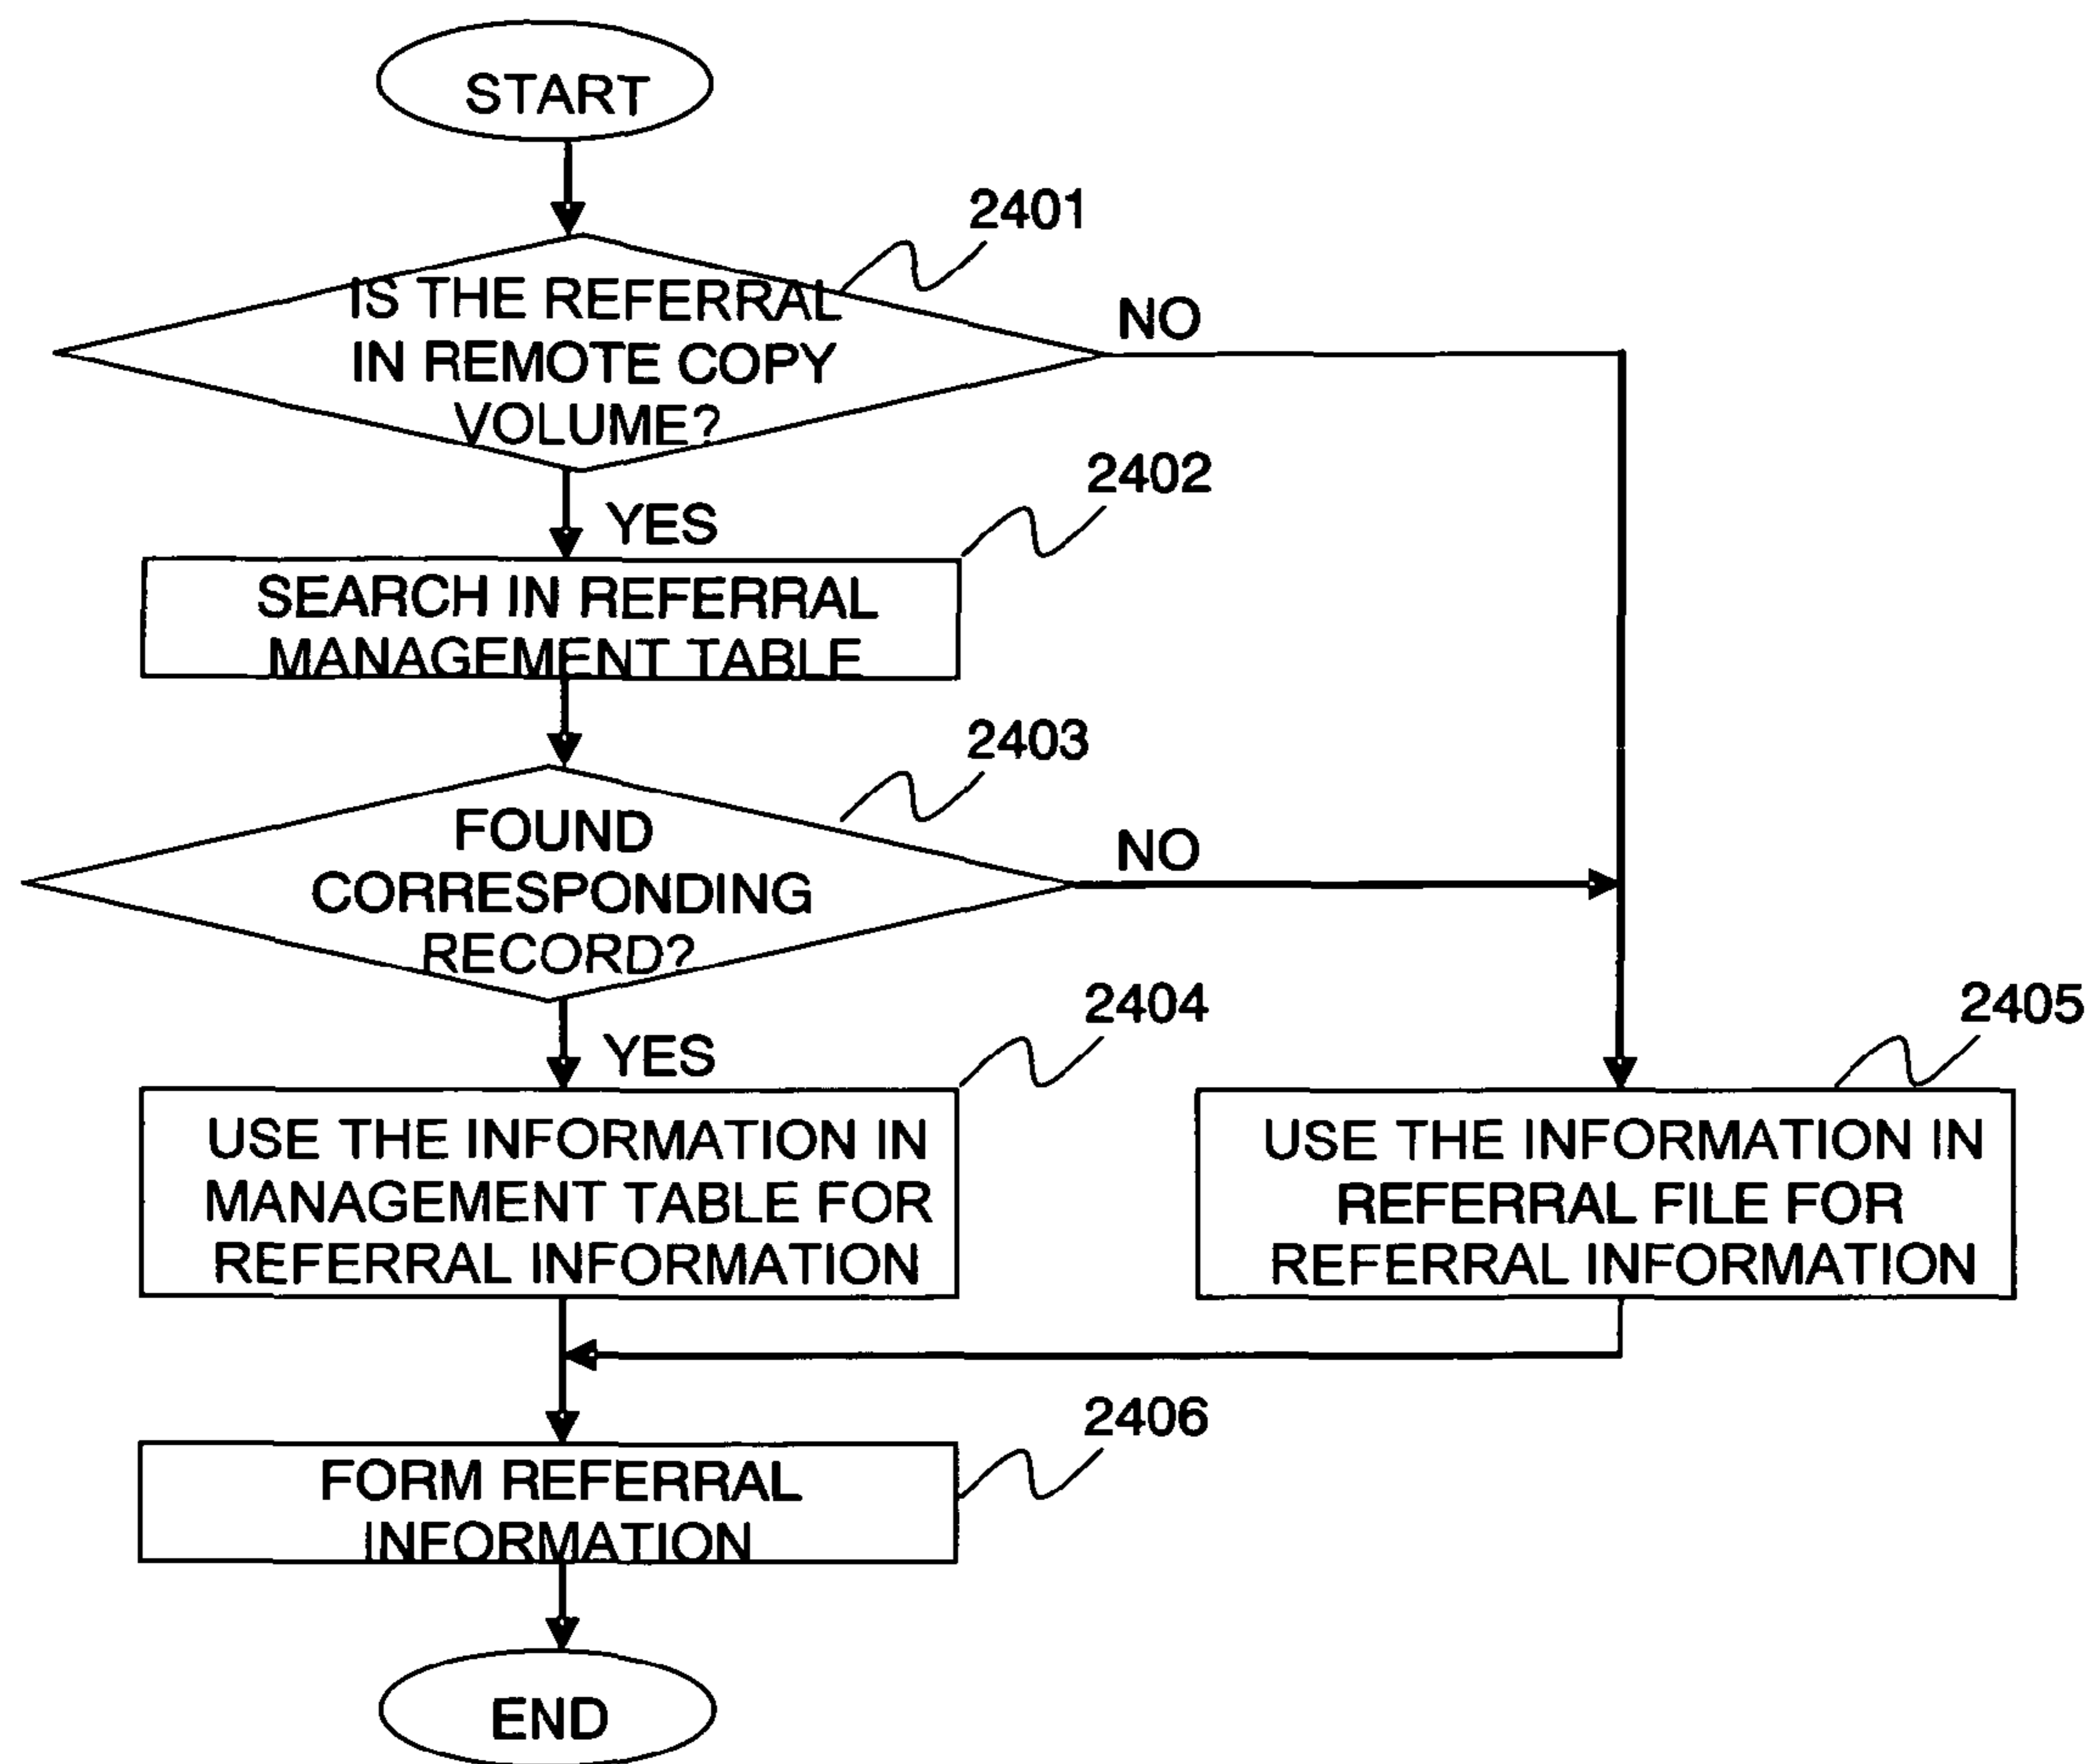 START
2401
IS THE REFERRAL
IN REMOTE COPY
VOLUME?
NO
YES
2402
SEARCH IN REFERRAL
MANAGEMENT TABLE
2403
FOUND
CORRESPONDING
RECORD?
NO
YES
2404
USE THE INFORMATION IN
MANAGEMENT TABLE FOR
REFERRAL INFORMATION
2405
USE THE INFORMATION IN
REFERRAL FILE FOR
REFERRAL INFORMATION
2406
FORM REFERRAL
INFORMATION
END